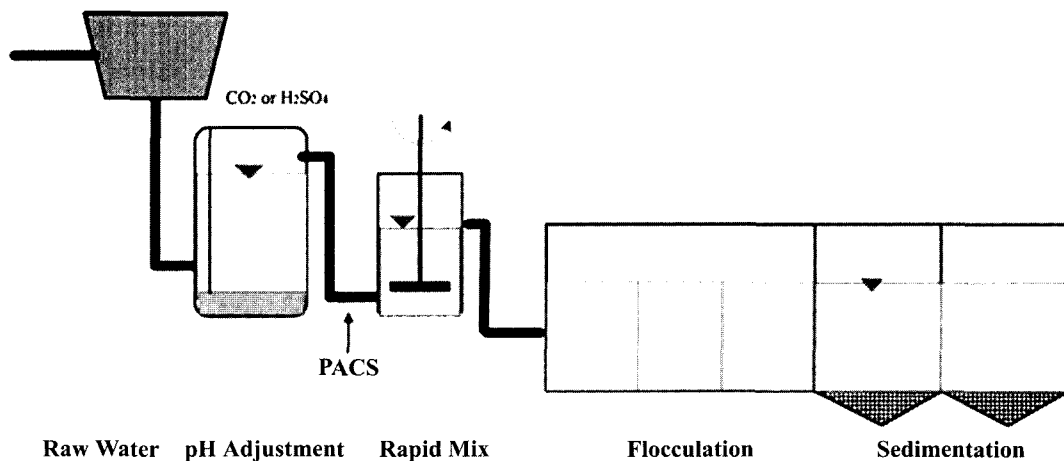 CO₂ or H₂SO₄
PACS
Raw Water pH Adjustment Rapid Mix Flocculation Sedimentation